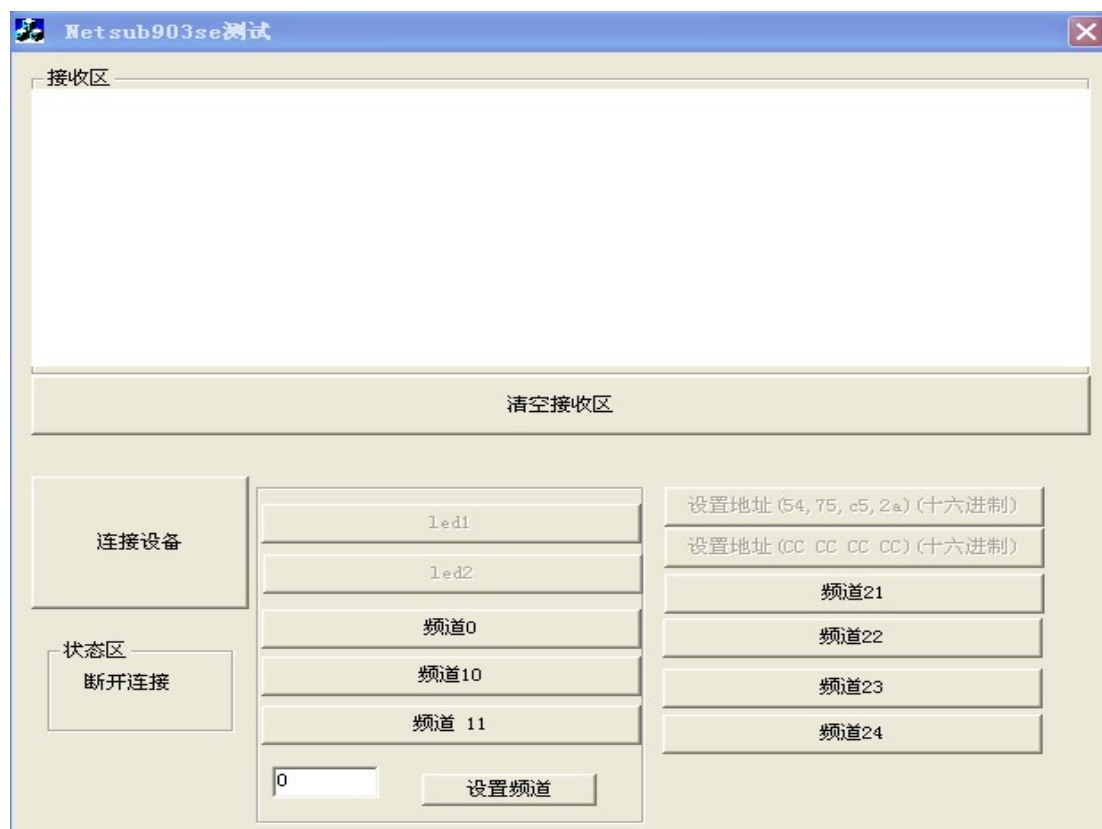 Netsub903se测试
接收区
清空接收区
连接设备
状态区
断开连接
led1
led2
频道0
频道10
频道 11
0
设置频道
设置地址(54,75,c5,2a)(十六进制)
设置地址(CC CC CC CC)(十六进制)
频道21
频道22
频道23
频道24